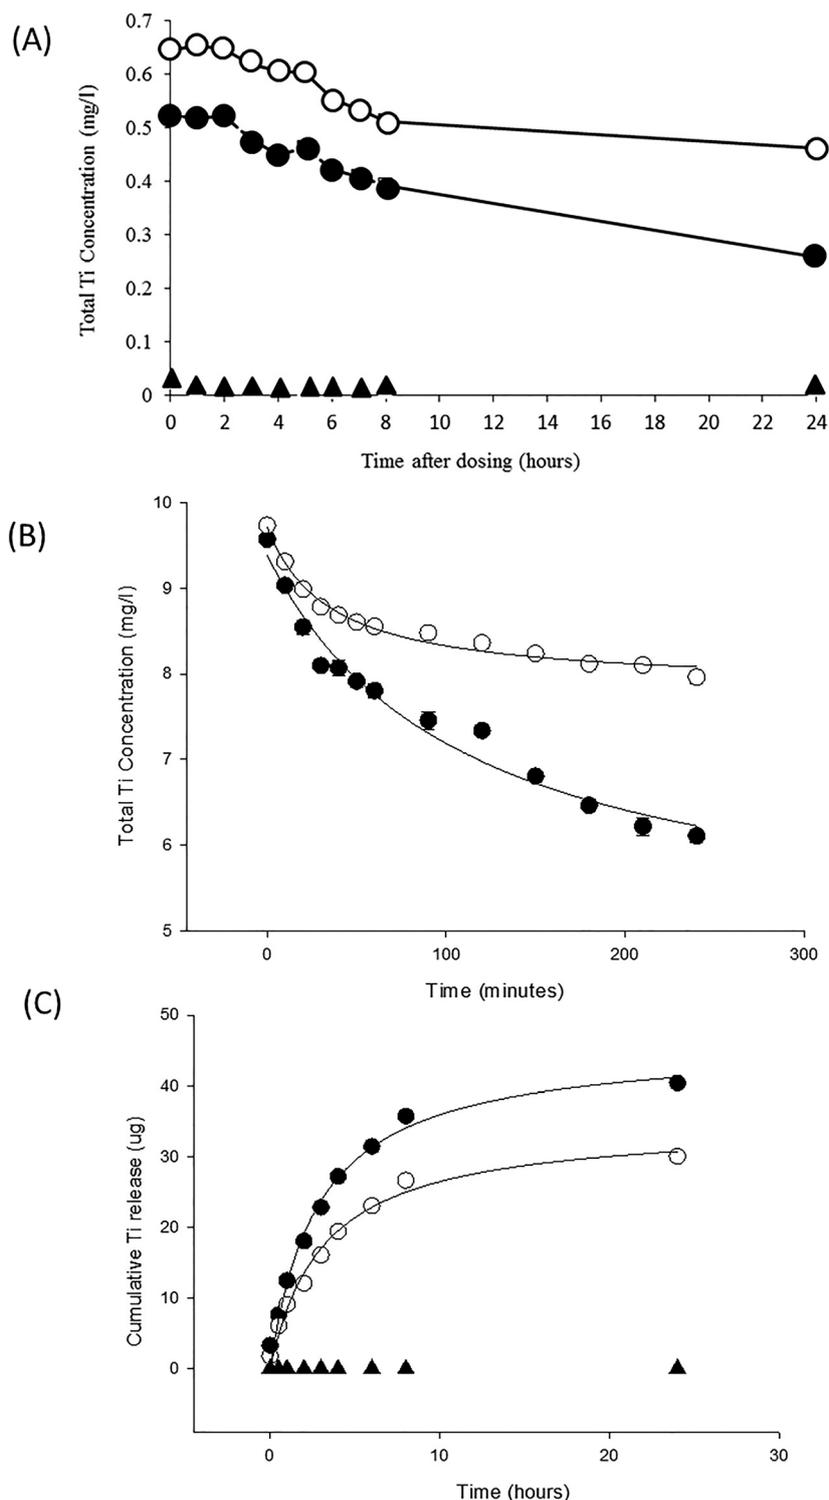 (A)
0.7
0.6
0.5
0.4
0.3
0.2
0.1
0
Total Ti Concentration (mg/l)
0 2 4 6 8 10 12 14 16 18 20 22 24
Time after dosing (hours)
(B)
10
9
8
7
6
5
Total Ti Concentration (mg/l)
0 100 200 300
Time (minutes)
(C)
50
40
30
20
10
0
Cumulative Ti release (ug)
0 10 20 30
Time (hours)